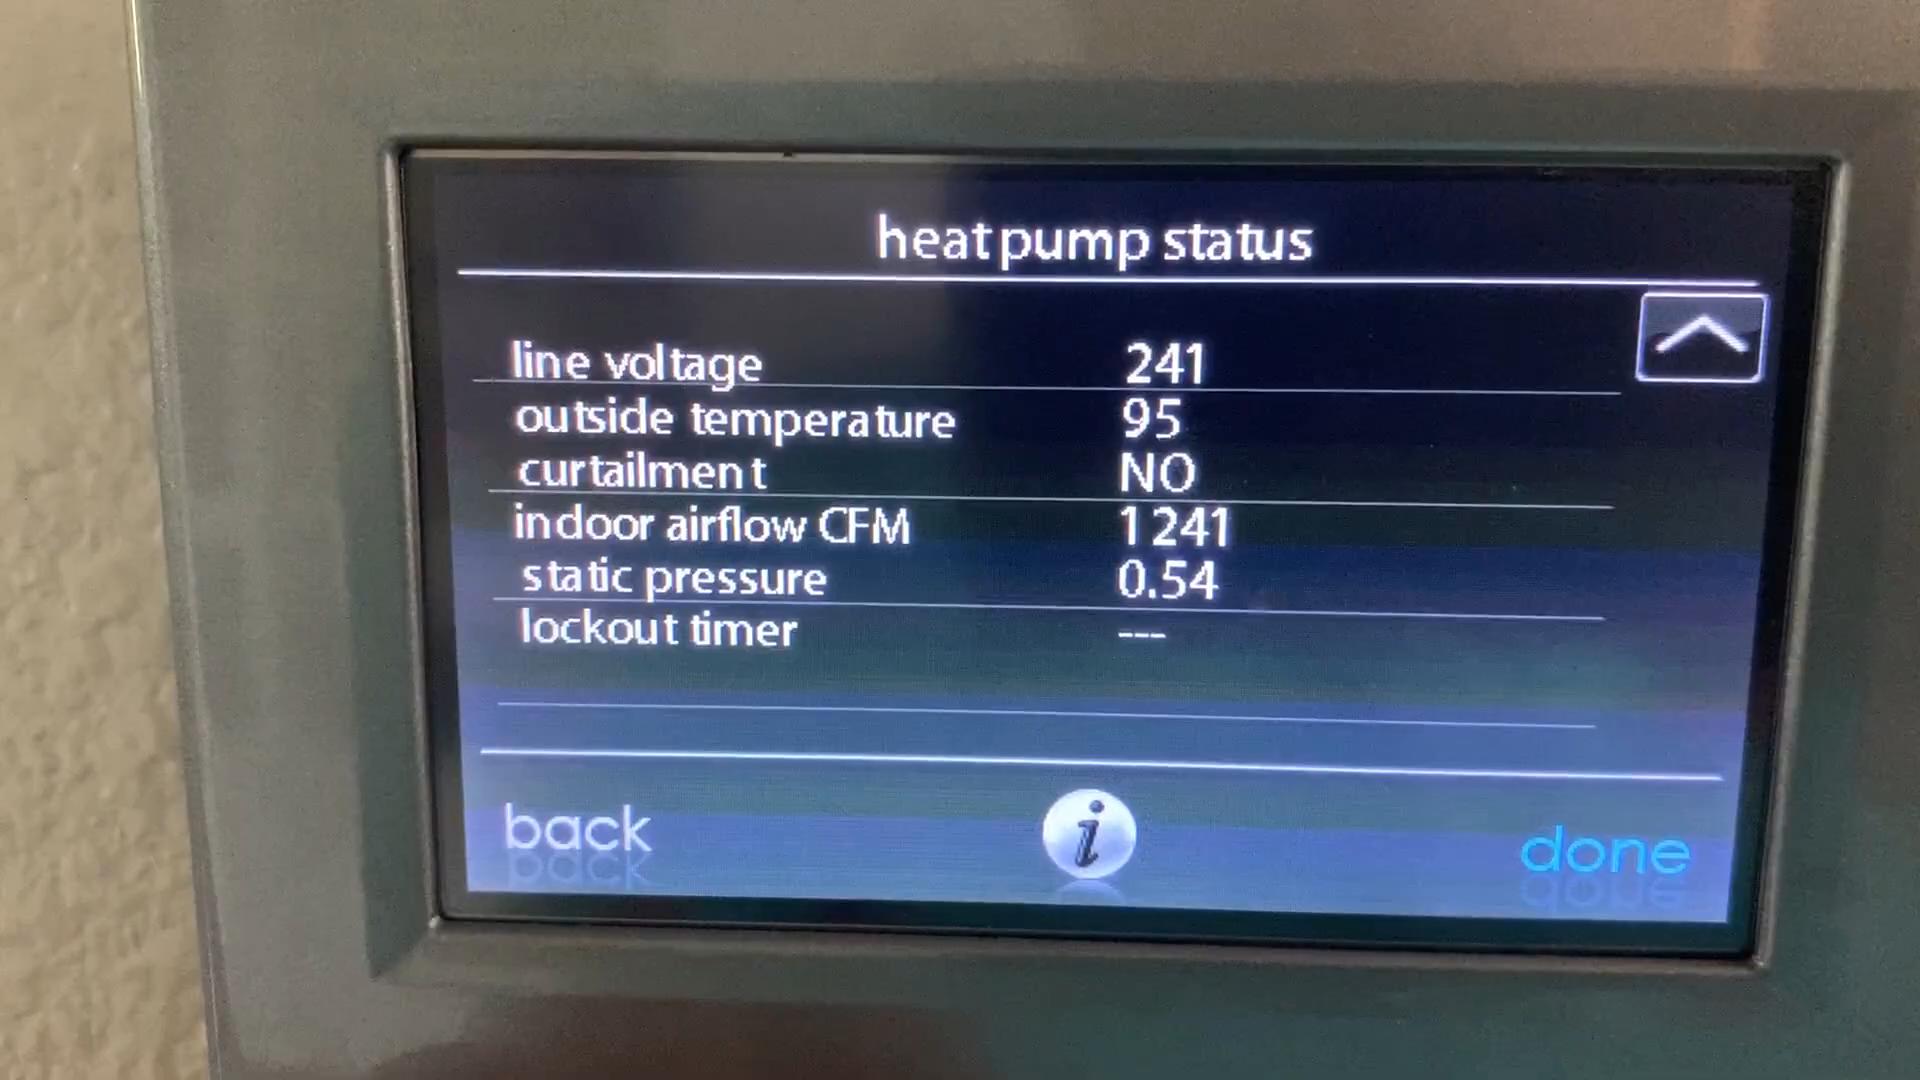 heat pump status
line voltage 241
outside temperature 95
curtailment NO
indoor airflow CFM 1241
static pressure 0.54
lockout timer ---
back i done